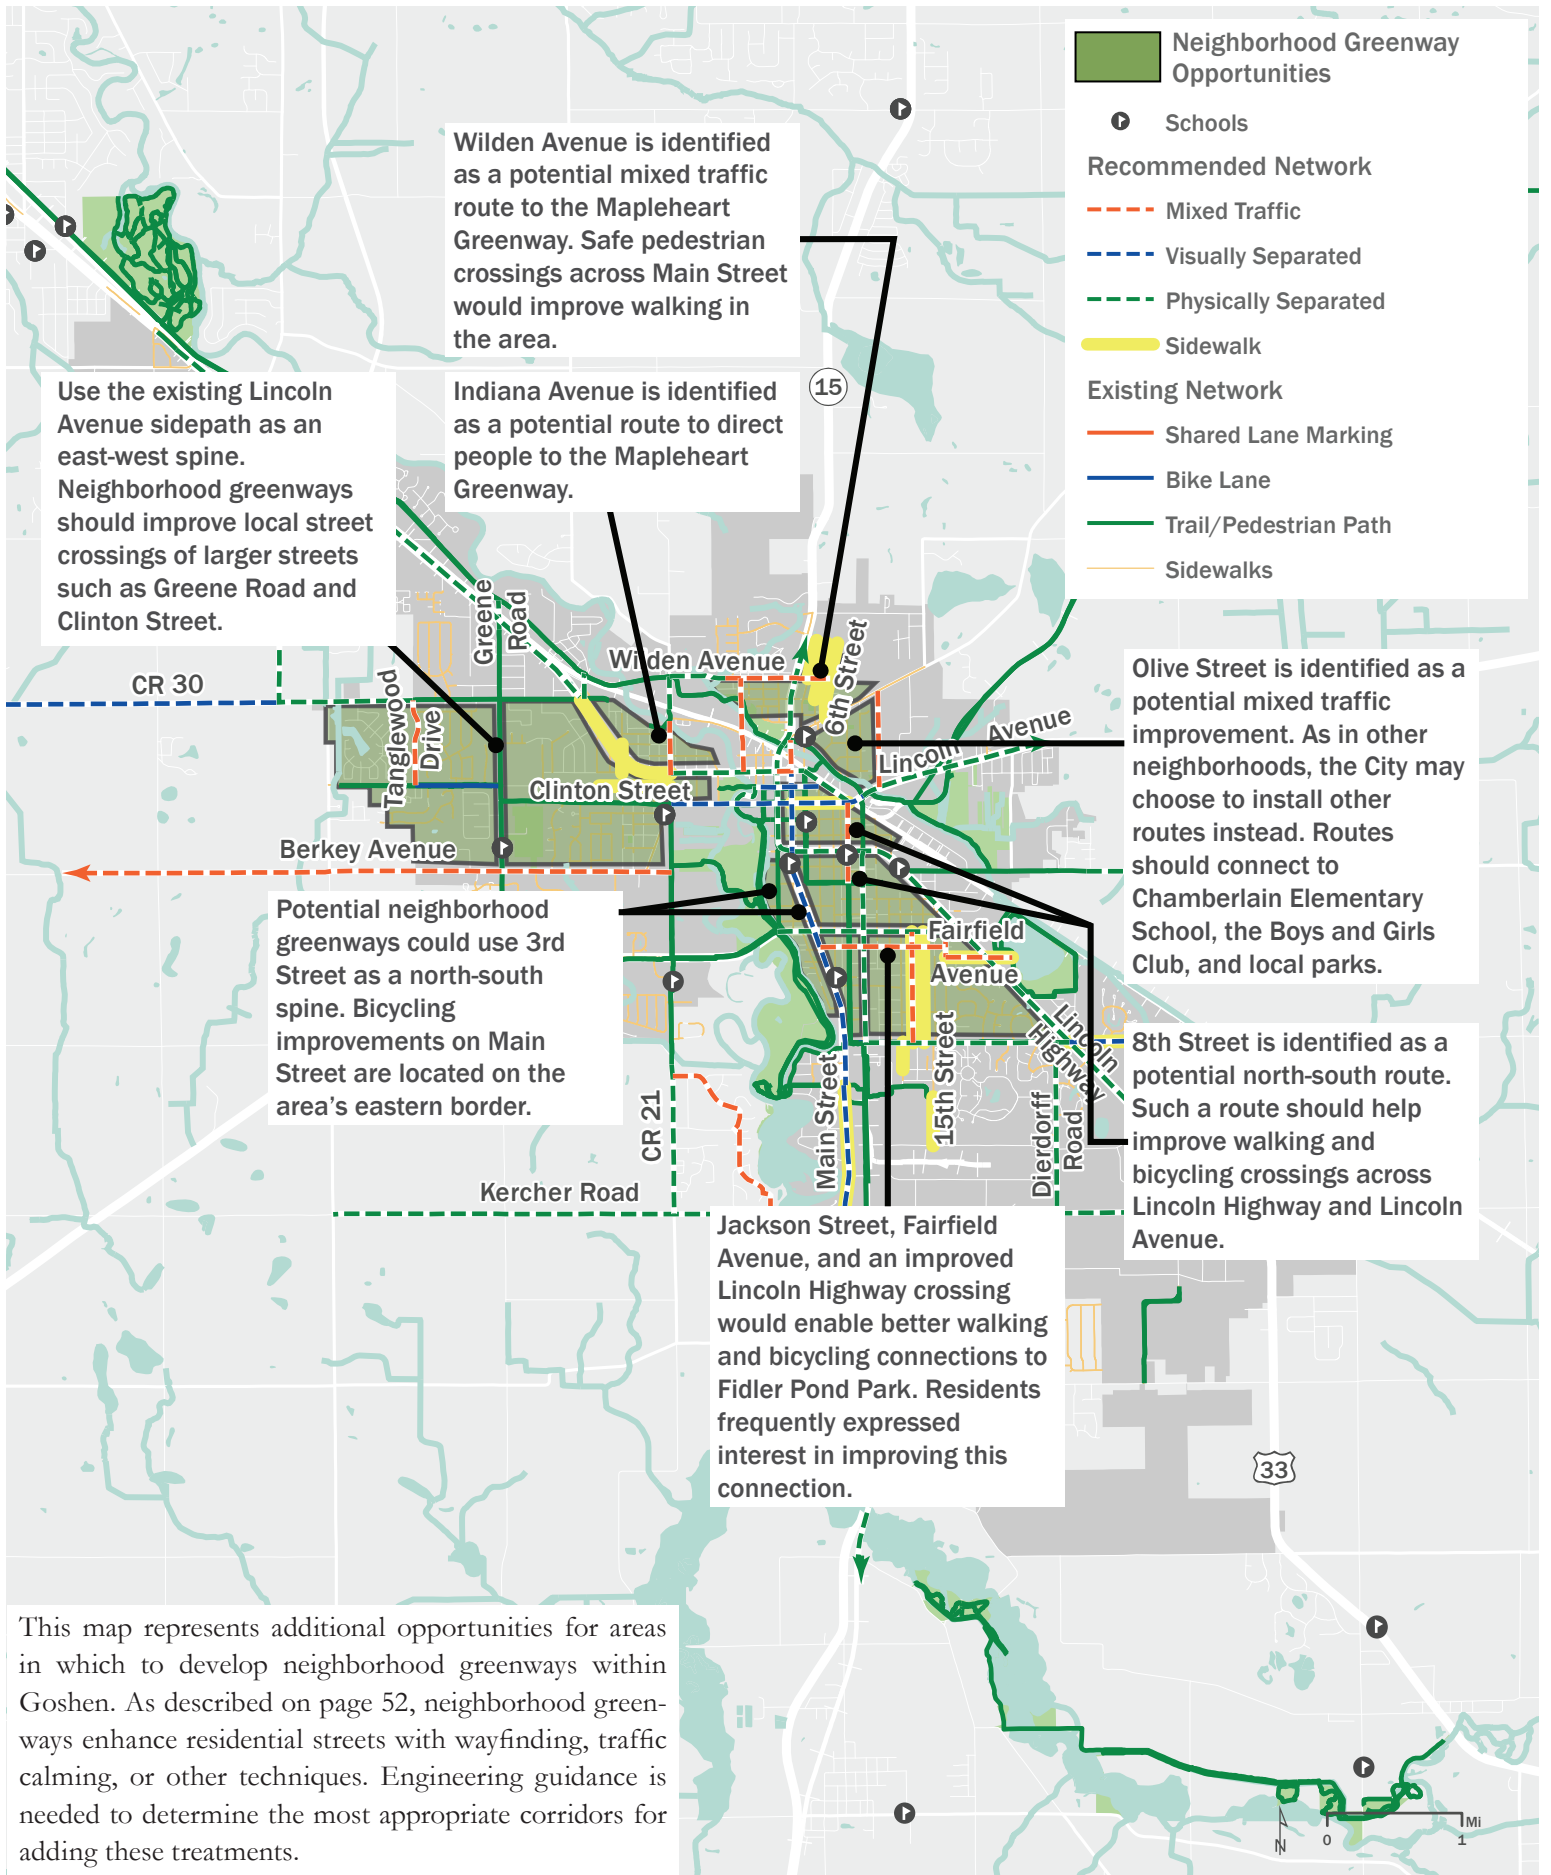 Neighborhood Greenway
Opportunities
Schools
Recommended Network
Mixed Traffic
Visually Separated
Physically Separated
Sidewalk
Existing Network
Shared Lane Marking
Bike Lane
Trail/Pedestrian Path
Sidewalks
Wilden Avenue is identified
as a potential mixed traffic
route to the Mapleheart
Greenway. Safe pedestrian
crossings across Main Street
would improve walking in
the area.
Use the existing Lincoln
Avenue sidepath as an
east-west spine.
Neighborhood greenways
should improve local street
crossings of larger streets
such as Greene Road and
Clinton Street.
Indiana Avenue is identified
as a potential route to direct
people to the Mapleheart
Greenway.
15
Greene
Road
Wilden Avenue
6th Street
CR 30
Tanglewood
Drive
Lincoln Avenue
Clinton Street
Berkey Avenue
Olive Street is identified as a
potential mixed traffic
improvement. As in other
neighborhoods, the City may
choose to install other
routes instead. Routes
should connect to
Chamberlain Elementary
School, the Boys and Girls
Club, and local parks.
Potential neighborhood
greenways could use 3rd
Street as a north-south
spine. Bicycling
improvements on Main
Street are located on the
area's eastern border.
Fairfield
Avenue
Lincoln
Highway
15th Street
Main Street
CR 21
Dierdorff
Road
Kercher Road
8th Street is identified as a
potential north-south route.
Such a route should help
improve walking and
bicycling crossings across
Lincoln Highway and Lincoln
Avenue.
Jackson Street, Fairfield
Avenue, and an improved
Lincoln Highway crossing
would enable better walking
and bicycling connections to
Fidler Pond Park. Residents
frequently expressed
interest in improving this
connection.
33
This map represents additional opportunities for areas
in which to develop neighborhood greenways within
Goshen. As described on page 52, neighborhood green-
ways enhance residential streets with wayfinding, traffic
calming, or other techniques. Engineering guidance is
needed to determine the most appropriate corridors for
adding these treatments.
N
0
1
Mi